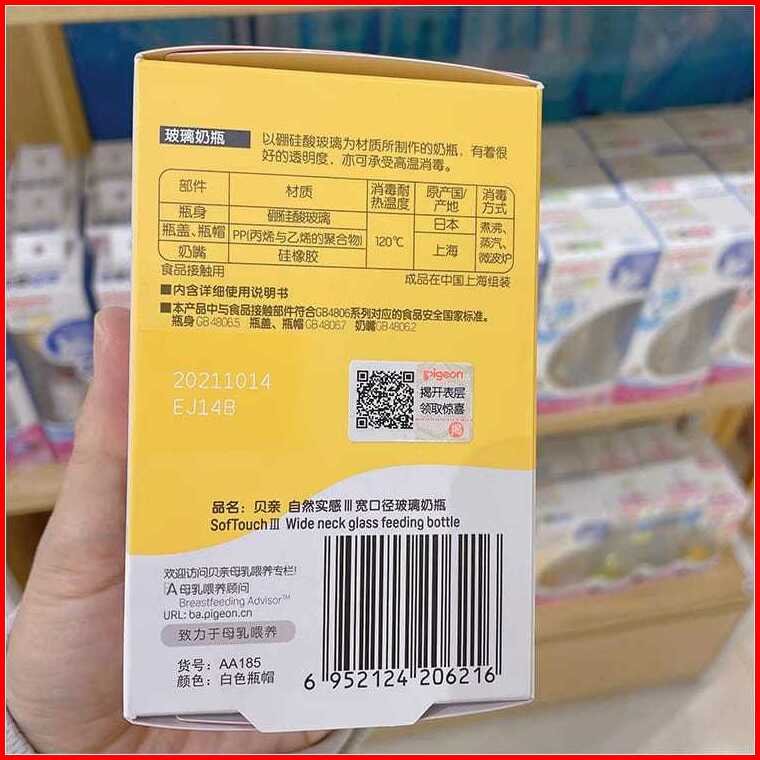 玻璃奶瓶
以硼硅酸玻璃为材质所制作的奶瓶，有着很
好的透明度，亦可承受高温消毒。
部件 材质 消毒耐热温度 原产国/产地 消毒方式
瓶身 硼硅酸玻璃 120℃ 日本 煮沸、蒸汽、微波炉
瓶盖、瓶帽 PP(丙烯与乙烯的聚合物) 上海
奶嘴 硅橡胶
食品接触用 成品在中国上海组装
■内含详细使用说明书
■本产品中与食品接触部件符合GB4806系列对应的食品安全国家标准。
瓶身GB 4806.5 瓶盖、瓶帽GB 4806.7 奶嘴GB 4806.2
20211014
EJ14B
pigeon
揭开表层
领取惊喜
揭
品名：贝亲 自然实感Ⅲ宽口径玻璃奶瓶
SofTouchⅢ Wide neck glass feeding bottle
欢迎访问贝亲母乳喂养专栏!
A 母乳喂养顾问
Breastfeeding Advisor™
URL: ba.pigeon.cn
致力于母乳喂养
货号：AA185
颜色：白色瓶帽
6 952124 206216